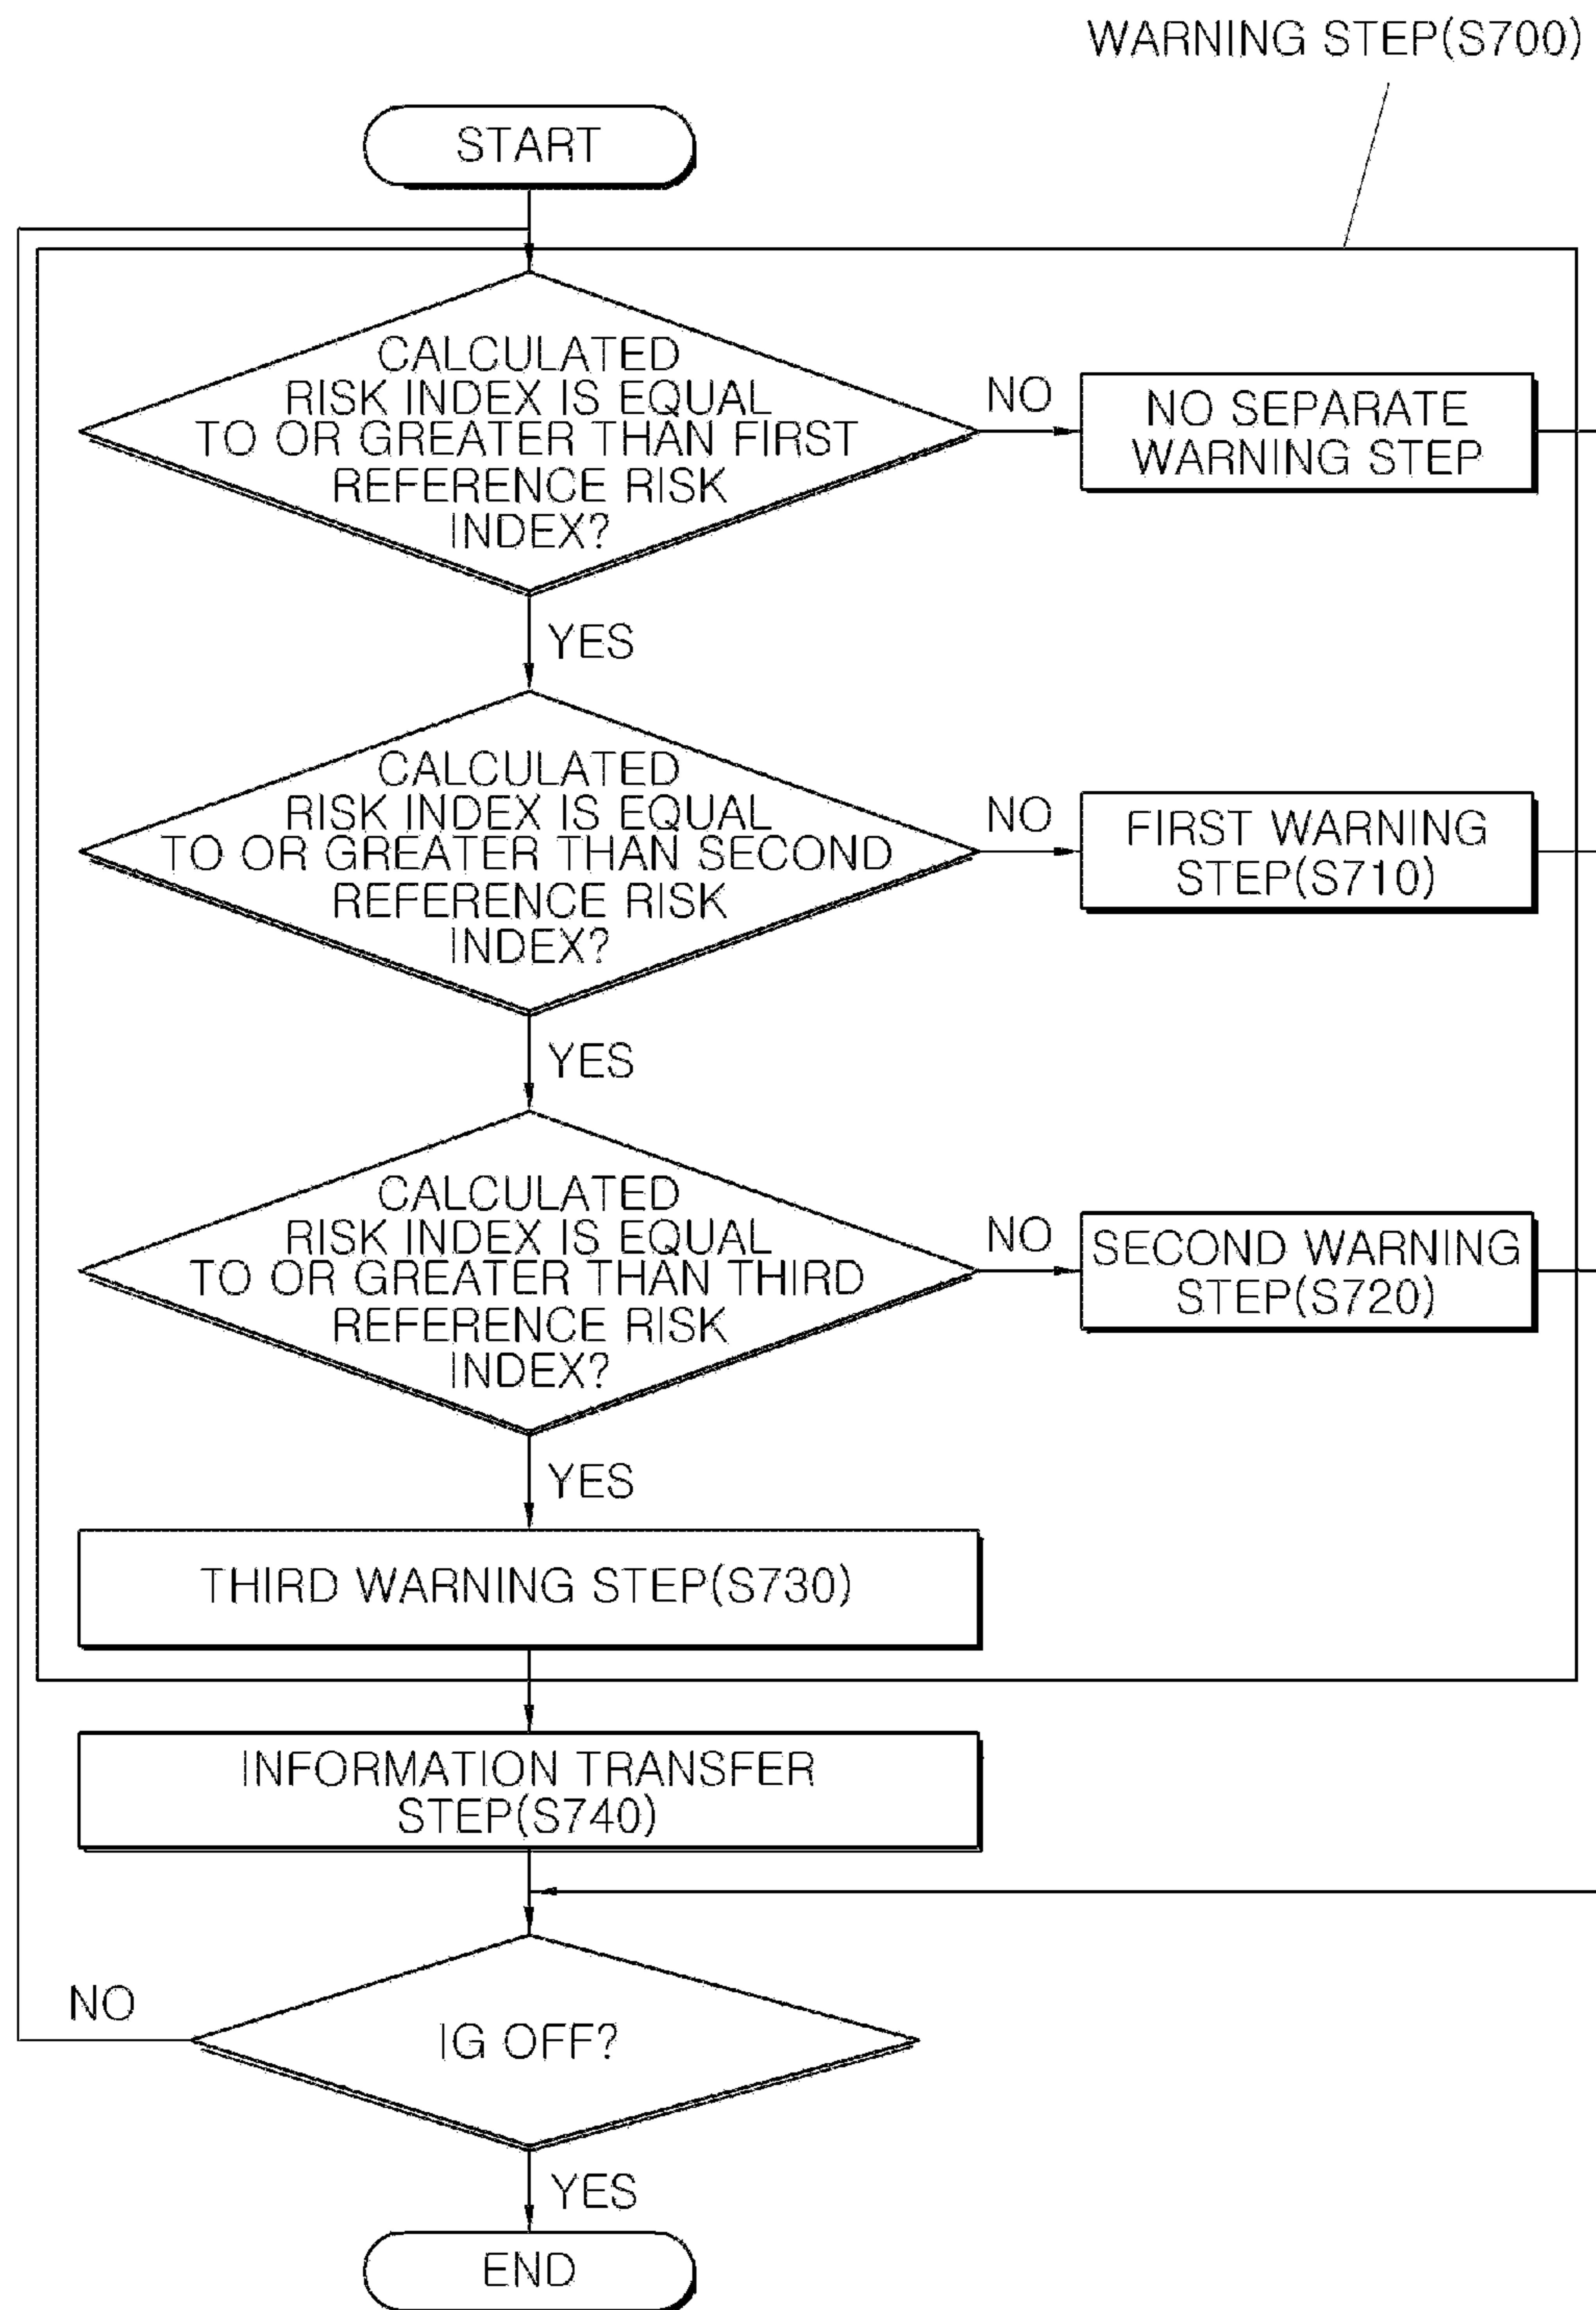 WARNING STEP(S700)
START
CALCULATED
RISK INDEX IS EQUAL
TO OR GREATER THAN FIRST
REFERENCE RISK
INDEX?
NO
NO SEPARATE
WARNING STEP
YES
CALCULATED
RISK INDEX IS EQUAL
TO OR GREATER THAN SECOND
REFERENCE RISK
INDEX?
NO
FIRST WARNING
STEP(S710)
YES
CALCULATED
RISK INDEX IS EQUAL
TO OR GREATER THAN THIRD
REFERENCE RISK
INDEX?
NO
SECOND WARNING
STEP(S720)
YES
THIRD WARNING STEP(S730)
INFORMATION TRANSFER
STEP(S740)
NO
IG OFF?
YES
END